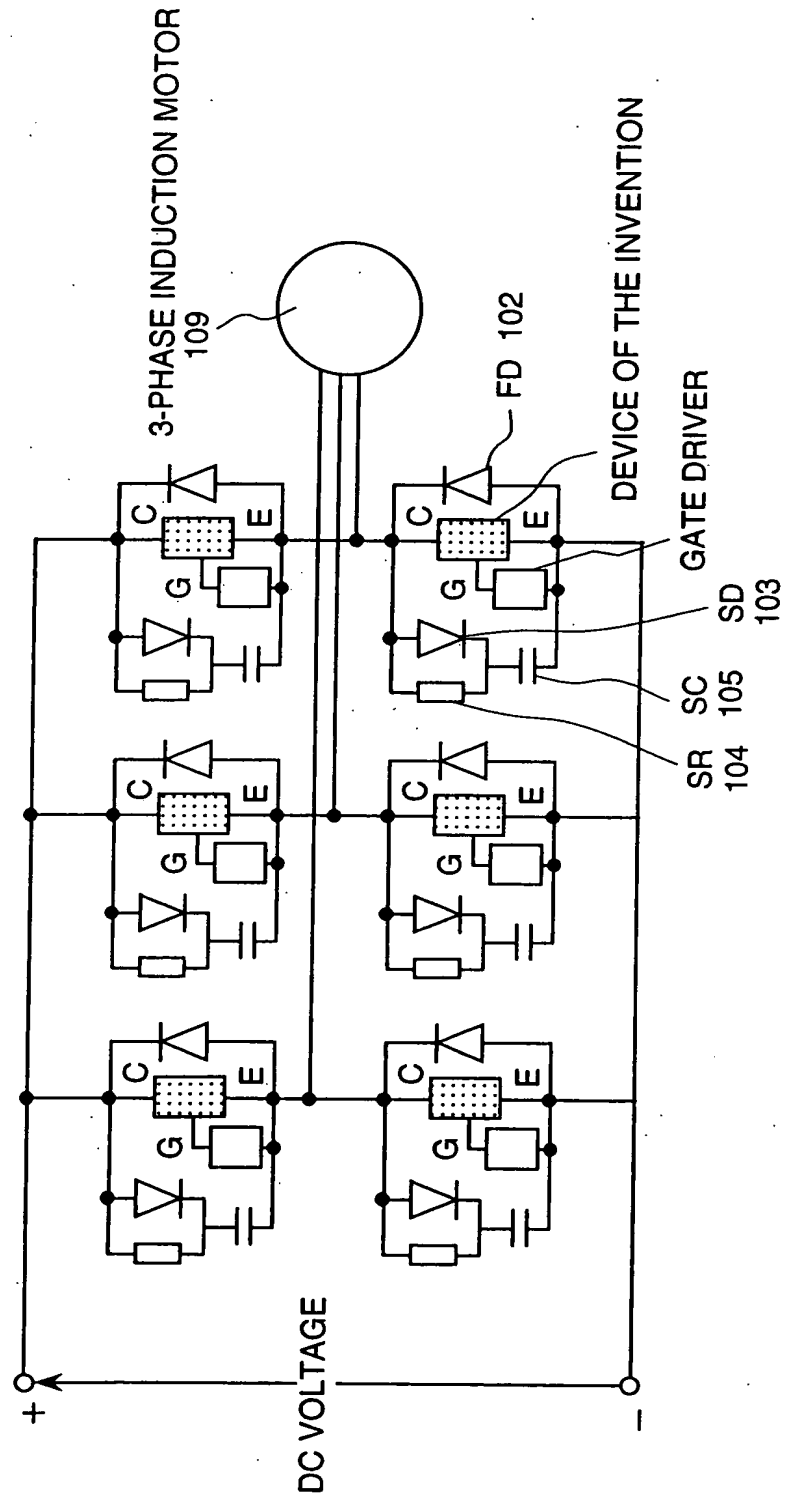 3-PHASE INDUCTION MOTOR
109
+
DC VOLTAGE
−
C
G
E
C
G
E
C
G
E
C
G
E
C
G
E
C
G
E
FD 102
DEVICE OF THE INVENTION
GATE DRIVER
SD
103
SC
105
SR
104